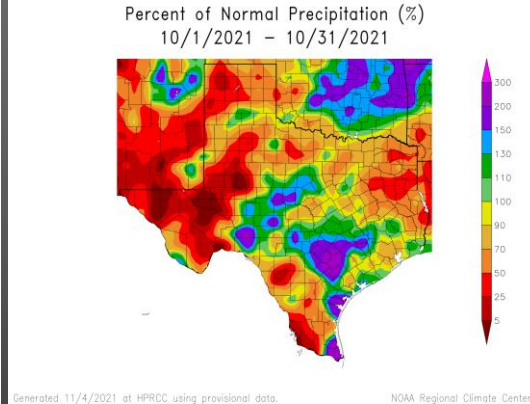 Percent of Normal Precipitation (%)
10/1/2021 – 10/31/2021
300
200
150
130
110
100
90
70
50
25
5
Generated 11/4/2021 at HPRCC using provisional data.
NOAA Regional Climate Center